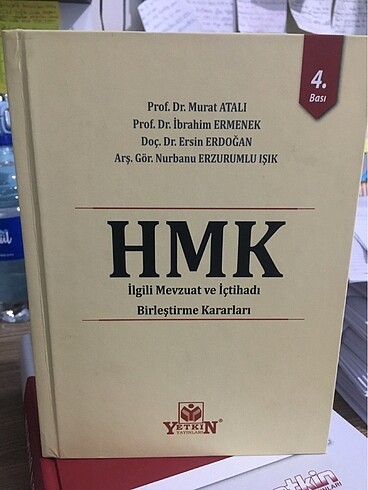 4.
Bası
Prof. Dr. Murat ATALI
Prof. Dr. İbrahim ERMENEK
Doç. Dr. Ersin ERDOĞAN
Arş. Gör. Nurbanu ERZURUMLU IŞIK
HMK
İlgili Mevzuat ve İçtihadı
Birleştirme Kararları
YETKİN®
YAYINLARI